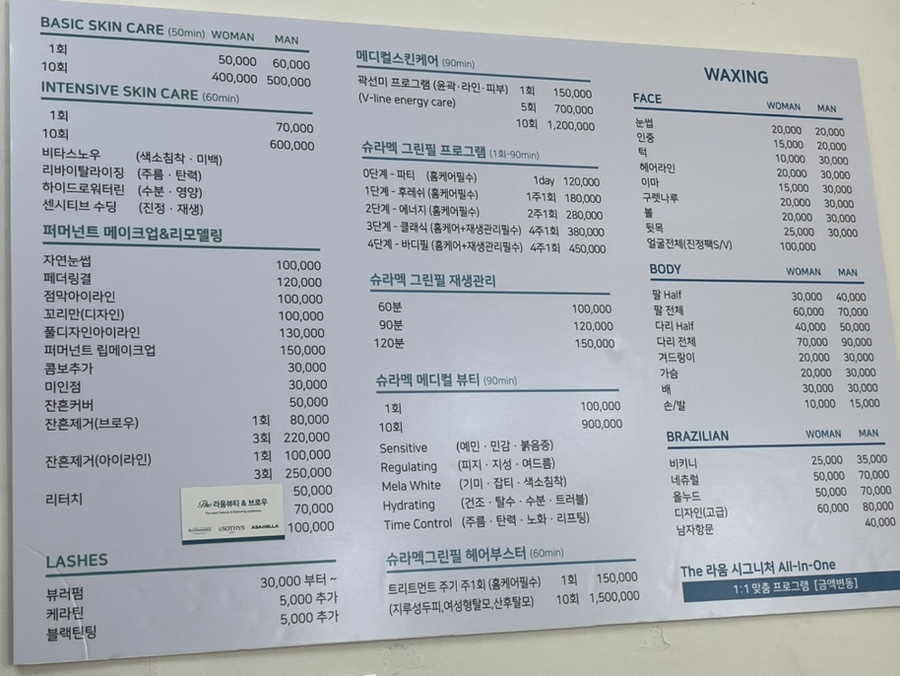 BASIC SKIN CARE (50min) WOMAN MAN
1회 50,000 60,000
10회 400,000 500,000
INTENSIVE SKIN CARE (60min)
1회 70,000
10회 600,000
비타스노우 (색소침착 · 미백)
리바이탈라이징 (주름 · 탄력)
하이드로워터린 (수분 · 영양)
센시티브 수딩 (진정 · 재생)
퍼머넌트 메이크업&리모델링
자연눈썹 100,000
페더링결 120,000
점막아이라인 100,000
꼬리만(디자인) 100,000
풀디자인아이라인 130,000
퍼머넌트 립메이크업 150,000
콤보추가 30,000
미인점 30,000
잔흔커버 50,000
잔흔제거(브로우) 1회 80,000
3회 220,000
잔흔제거(아이라인) 1회 100,000
3회 250,000
리터치 50,000
70,000
100,000
The 라움뷰티 & 브로우
SOTHYS
LASHES
뷰러펌 30,000 부터 ~
케라틴 5,000 추가
블랙틴팅 5,000 추가
메디컬스킨케어 (90min)
곽선미 프로그램 (윤곽·라인·피부) 1회 150,000
(V-line energy care) 5회 700,000
10회 1,200,000
슈라멕 그린필 프로그램 (1회-90min)
0단계 - 파티 (홈케어필수) 1day 120,000
1단계 - 후레쉬 (홈케어필수) 1주1회 180,000
2단계 - 에너지 (홈케어필수) 2주1회 280,000
3단계 - 클래식 (홈케어+재생관리필수) 4주1회 380,000
4단계 - 바디필 (홈케어+재생관리필수) 4주1회 450,000
슈라멕 그린필 재생관리
60분 100,000
90분 120,000
120분 150,000
슈라멕 메디컬 뷰티 (90min)
1회 100,000
10회 900,000
Sensitive (예민 · 민감 · 붉음증)
Regulating (피지 · 지성 · 여드름)
Mela White (기미 · 잡티 · 색소침착)
Hydrating (건조 · 탈수 · 수분 · 트러블)
Time Control (주름 · 탄력 · 노화 · 리프팅)
슈라멕그린필 헤어부스터 (60min)
트리트먼트 주기 주1회 (홈케어필수) 1회 150,000
(지루성두피,여성형탈모,산후탈모) 10회 1,500,000
WAXING
FACE WOMAN MAN
눈썹 20,000 20,000
인중 15,000 20,000
턱 10,000 30,000
헤어라인 20,000 30,000
이마 15,000 30,000
구렛나루 20,000 30,000
볼 20,000 30,000
뒷목 25,000 30,000
얼굴전체(진정팩S/V) 100,000
BODY WOMAN MAN
팔 Half 30,000 40,000
팔 전체 60,000 70,000
다리 Half 40,000 50,000
다리 전체 70,000 90,000
겨드랑이 20,000 30,000
가슴 20,000 30,000
배 30,000 30,000
손/발 10,000 15,000
BRAZILIAN WOMAN MAN
비키니 25,000 35,000
네츄럴 50,000 70,000
올누드 50,000 70,000
디자인(고급) 60,000 80,000
남자항문 40,000
The 라움 시그니처 All-In-One
1:1 맞춤 프로그램 [금액변동]